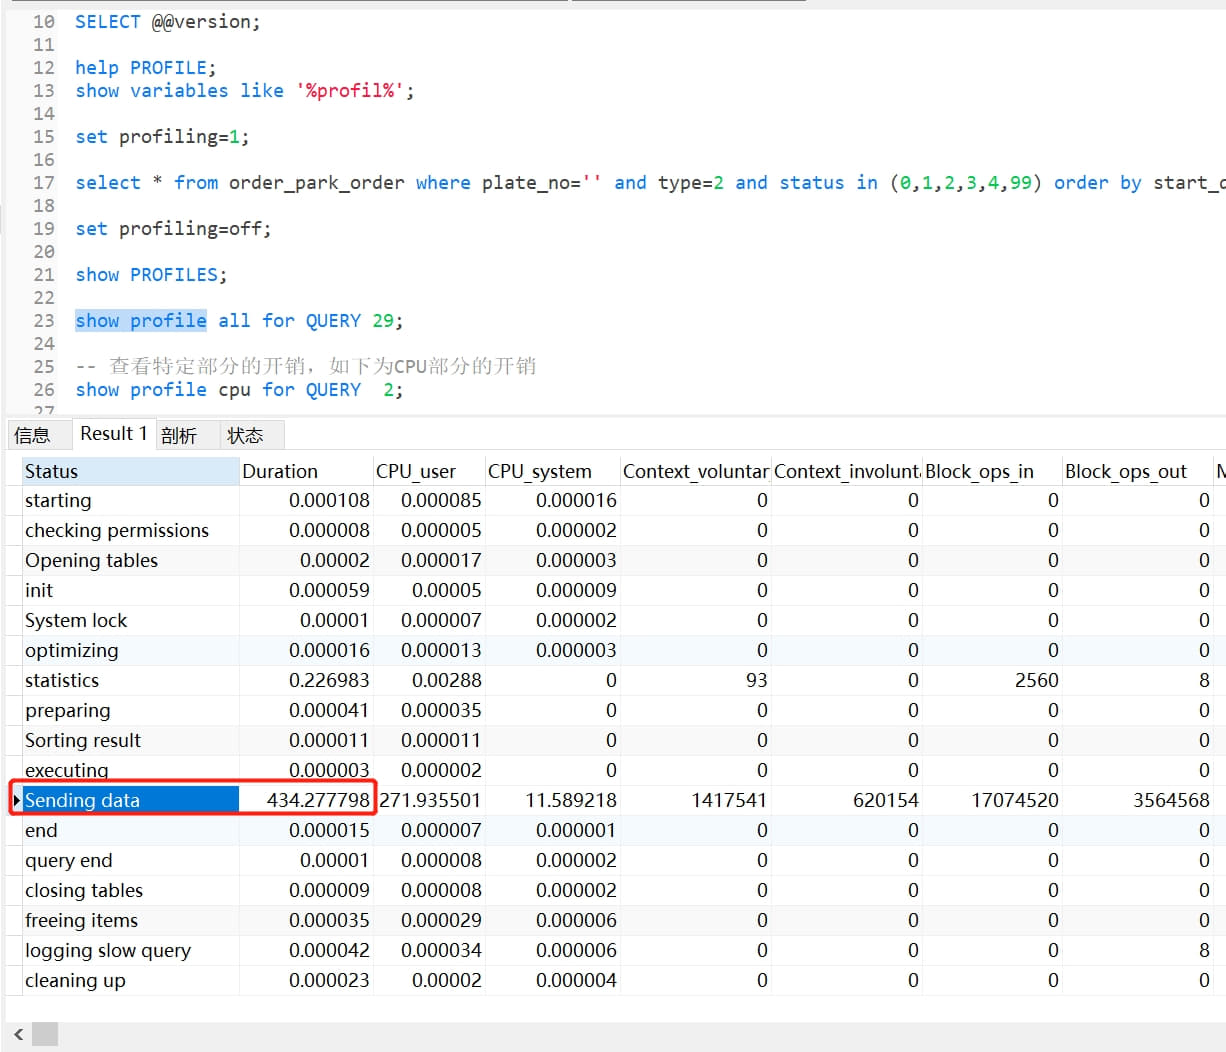 10 SELECT @@version;
11
12 help PROFILE;
13 show variables like '%profil%';
14
15 set profiling=1;
16
17 select * from order_park_order where plate_no='' and type=2 and status in (0,1,2,3,4,99) order by start_
18
19 set profiling=off;
20
21 show PROFILES;
22
23 show profile all for QUERY 29;
24
25 -- 查看特定部分的开销，如下为CPU部分的开销
26 show profile cpu for QUERY  2;
27
信息 Result 1 剖析 状态
Status Duration CPU_user CPU_system Context_voluntar Context_involunt Block_ops_in Block_ops_out
starting 0.000108 0.000085 0.000016 0 0 0 0
checking permissions 0.000008 0.000005 0.000002 0 0 0 0
Opening tables 0.00002 0.000017 0.000003 0 0 0 0
init 0.000059 0.00005 0.000009 0 0 0 0
System lock 0.00001 0.000007 0.000002 0 0 0 0
optimizing 0.000016 0.000013 0.000003 0 0 0 0
statistics 0.226983 0.00288 0 93 0 2560 8
preparing 0.000041 0.000035 0 0 0 0 0
Sorting result 0.000011 0.000011 0 0 0 0 0
executing 0.000003 0.000002 0 0 0 0 0
Sending data 434.277798 271.935501 11.589218 1417541 620154 17074520 3564568
end 0.000015 0.000007 0.000001 0 0 0 0
query end 0.00001 0.000008 0.000002 0 0 0 0
closing tables 0.000009 0.000008 0.000002 0 0 0 0
freeing items 0.000035 0.000029 0.000006 0 0 0 0
logging slow query 0.000042 0.000034 0.000006 0 0 0 8
cleaning up 0.000023 0.00002 0.000004 0 0 0 0